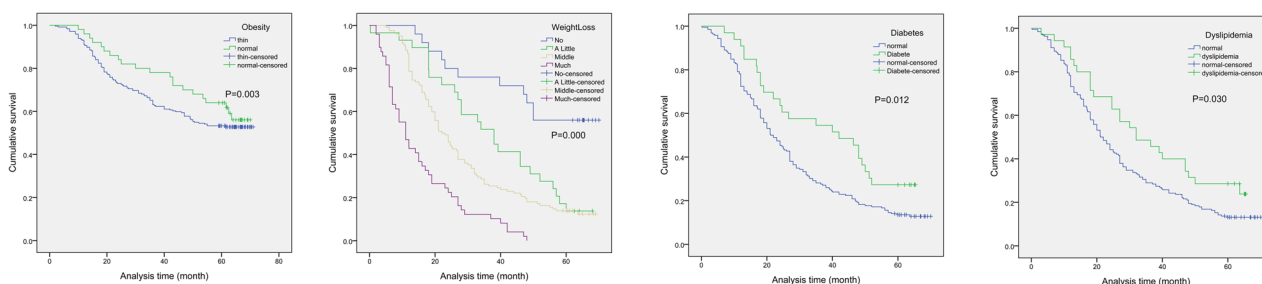 Obesity
thin
normal
thin-censored
normal-censored
P=0.003
Cumulative survival
1.0
0.8
0.6
0.4
0.2
0.0
0 20 40 60 80
Analysis time (month)
WeightLoss
No
A Little
Middle
Much
No-censored
A Little-censored
Middle-censored
Much-censored
P=0.000
Cumulative survival
1.0
0.8
0.6
0.4
0.2
0.0
0 20 40 60
Analysis time (month)
Diabetes
normal
Diabete
normal-censored
Diabete-censored
P=0.012
Cumulative survival
1.0
0.8
0.6
0.4
0.2
0.0
0 20 40 60
Analysis time (month)
Dyslipidemia
normal
dyslipidemia
normal-censored
dyslipidemia-censore
P=0.030
Cumulative survival
1.0
0.8
0.6
0.4
0.2
0.0
0 20 40 60
Analysis time (month)